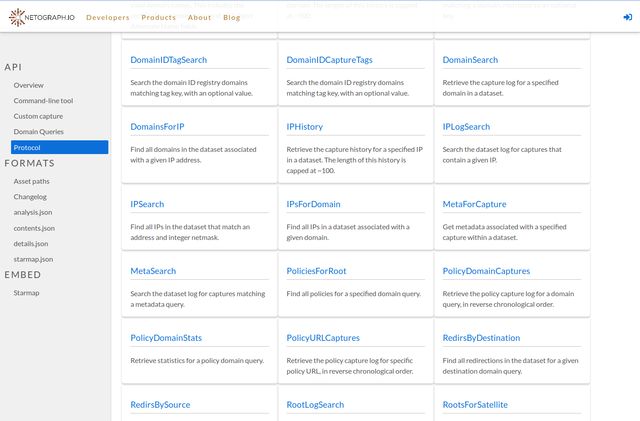 NETOGRAPH.IO Developers Products About Blog
API
Overview
Command-line tool
Custom capture
Domain Queries
Protocol
FORMATS
Asset paths
Changelog
analysis.json
contents.json
details.json
starmap.json
EMBED
Starmap
DomainIDTagSearch
Search the domain ID registry domains
matching tag key, with an optional value.
DomainIDCaptureTags
Search the domain ID registry domains
matching tag key, with an optional value.
DomainSearch
Retrieve the capture log for a specified
domain in a dataset.
DomainsForIP
Find all domains in the dataset associated
with a given IP address.
IPHistory
Retrieve the capture history for a specified IP
in a dataset. The length of this history is
capped at ~100.
IPLogSearch
Search the dataset log for captures that
contain a given IP.
IPSearch
Find all IPs in the dataset that match an
address and integer netmask.
IPsForDomain
Find all IPs in a dataset associated with a
given domain.
MetaForCapture
Get metadata associated with a specified
capture within a dataset.
MetaSearch
Search the dataset log for captures matching
a metadata query.
PoliciesForRoot
Find all policies for a specified domain query.
PolicyDomainCaptures
Retrieve the policy capture log for a domain
query, in reverse chronological order.
PolicyDomainStats
Retrieve statistics for a policy domain query.
PolicyURLCaptures
Retrieve the policy capture log for specific
policy URL, in reverse chronological order.
RedirsByDestination
Find all redirections in the dataset for a given
destination domain query.
RedirsBySource
RootLogSearch
RootsForSatellite